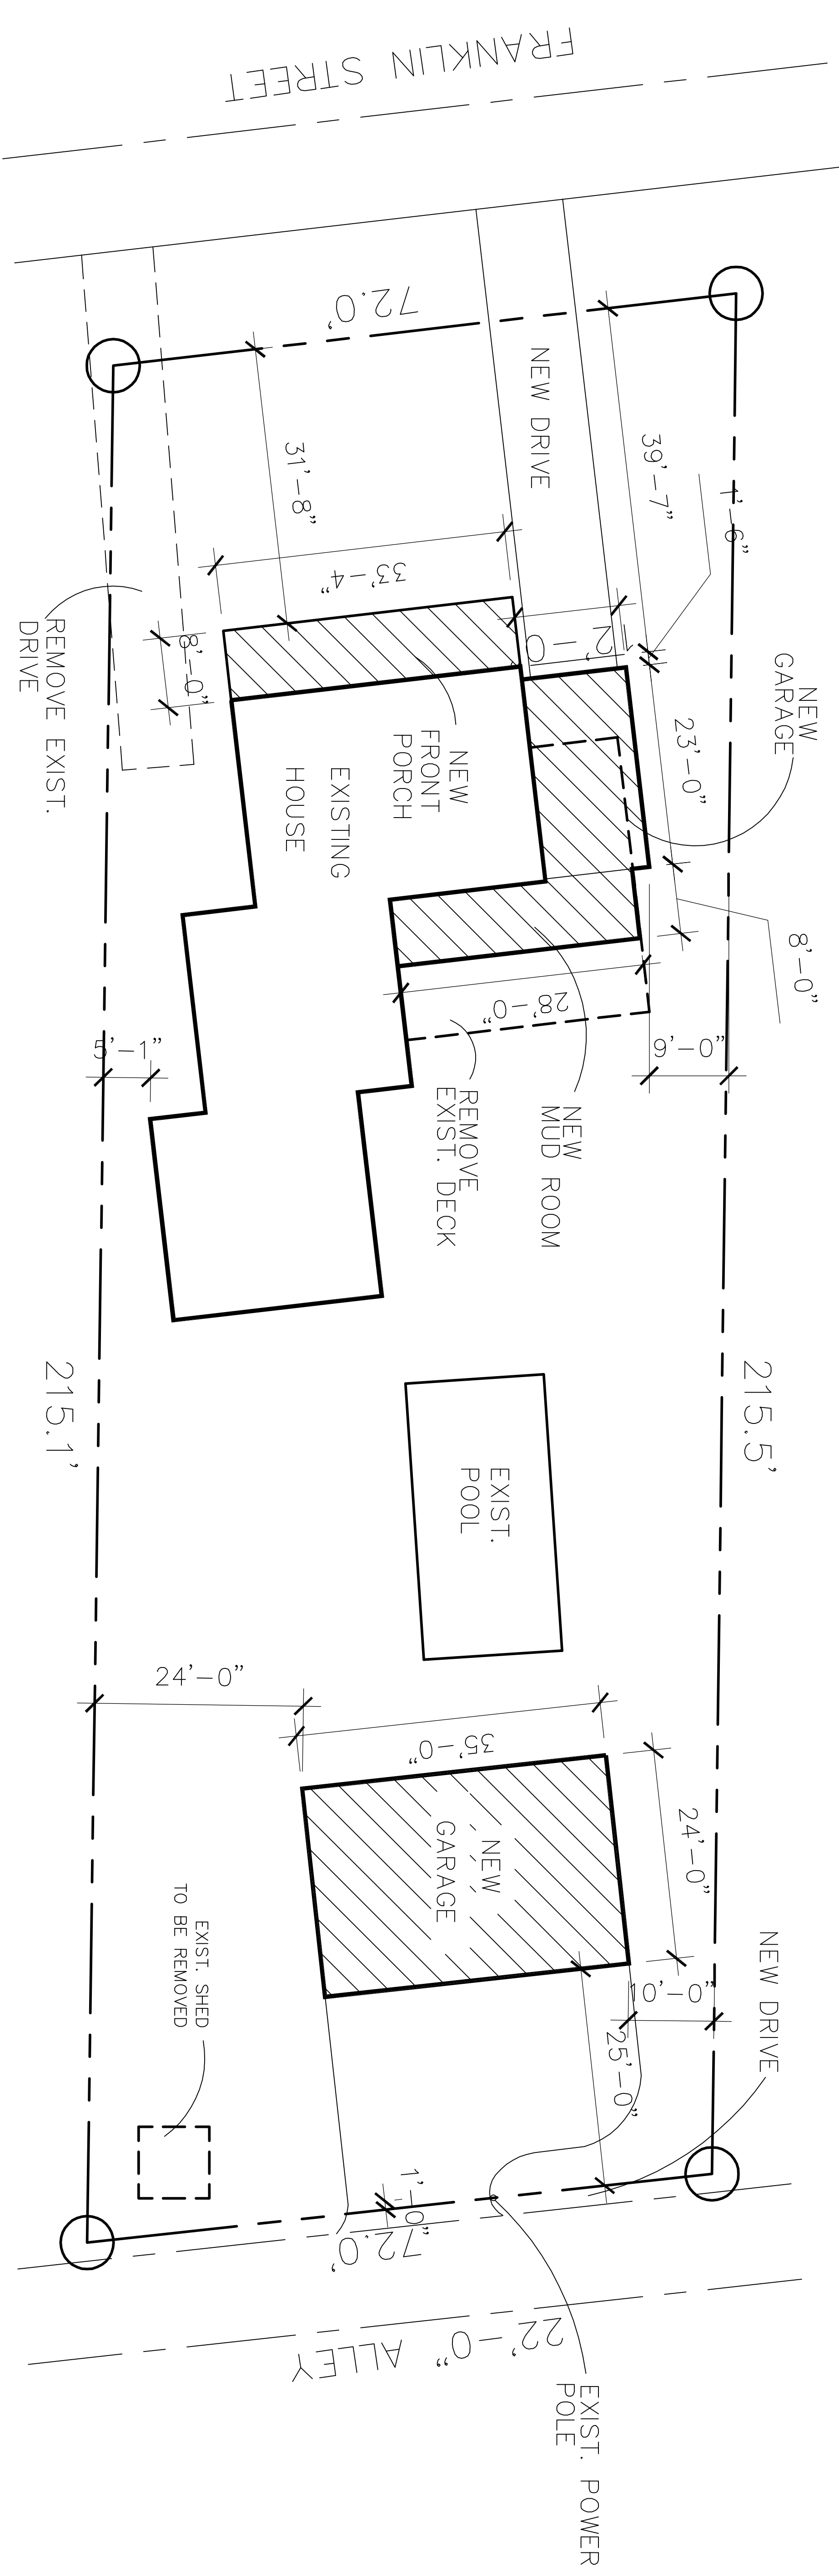 FRANKLIN STREET
72.0'
NEW DRIVE
39'-7"
1'-6"
31'-8"
33'-4"
12'-0
8'-0"
REMOVE EXIST.
DRIVE
NEW
GARAGE
23'-0"
NEW
FRONT
PORCH
EXISTING
HOUSE
8'-0"
28'-0"
9'-0"
5'-1"
NEW
MUD ROOM
REMOVE
EXIST. DECK
215.1'
215.5'
EXIST.
POOL
24'-0"
35'-0"
24'-0"
NEW
GARAGE
10'-0"
NEW DRIVE
25'-0"
EXIST. SHED
TO BE REMOVED
1'-0"
72.0'
22'-0" ALLEY
EXIST. POWER
POLE